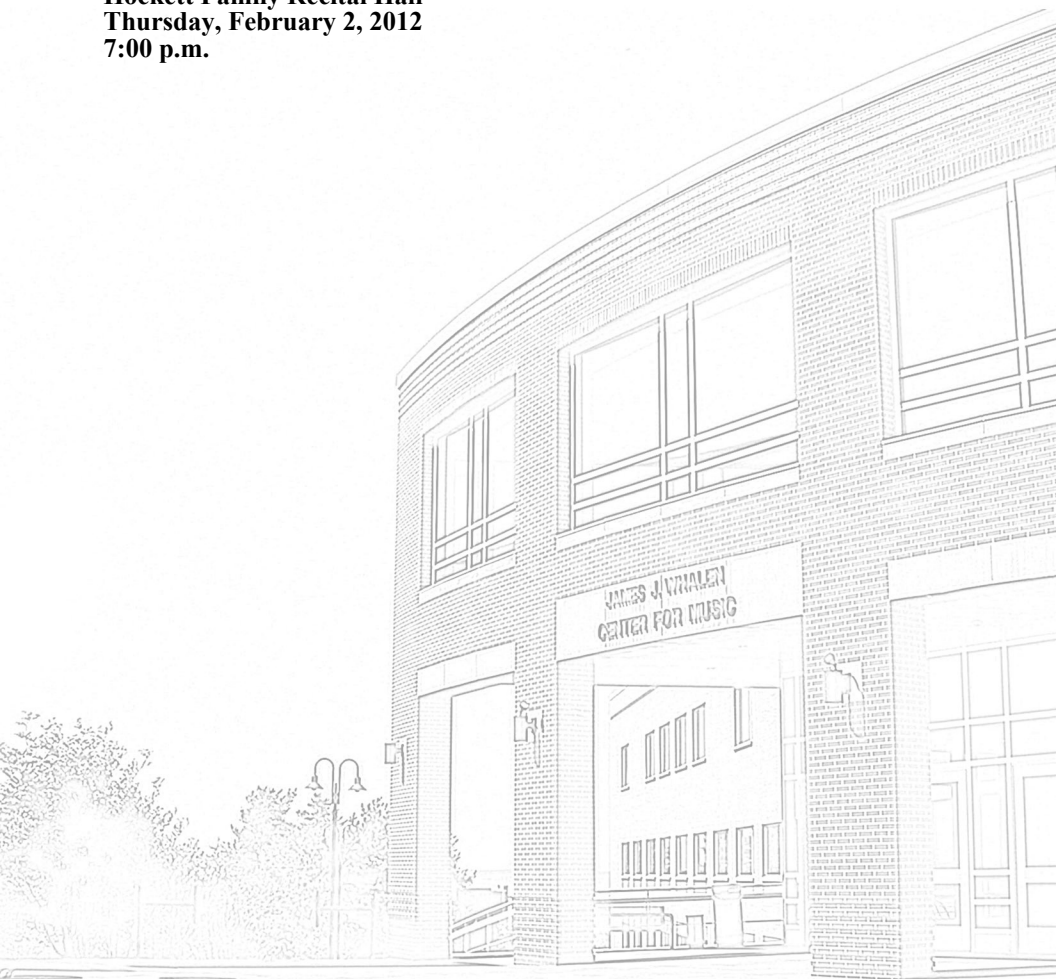 Hockett Family Recital Hall
Thursday, February 2, 2012
7:00 p.m.
JAMES J. WHALEN
CENTER FOR MUSIC